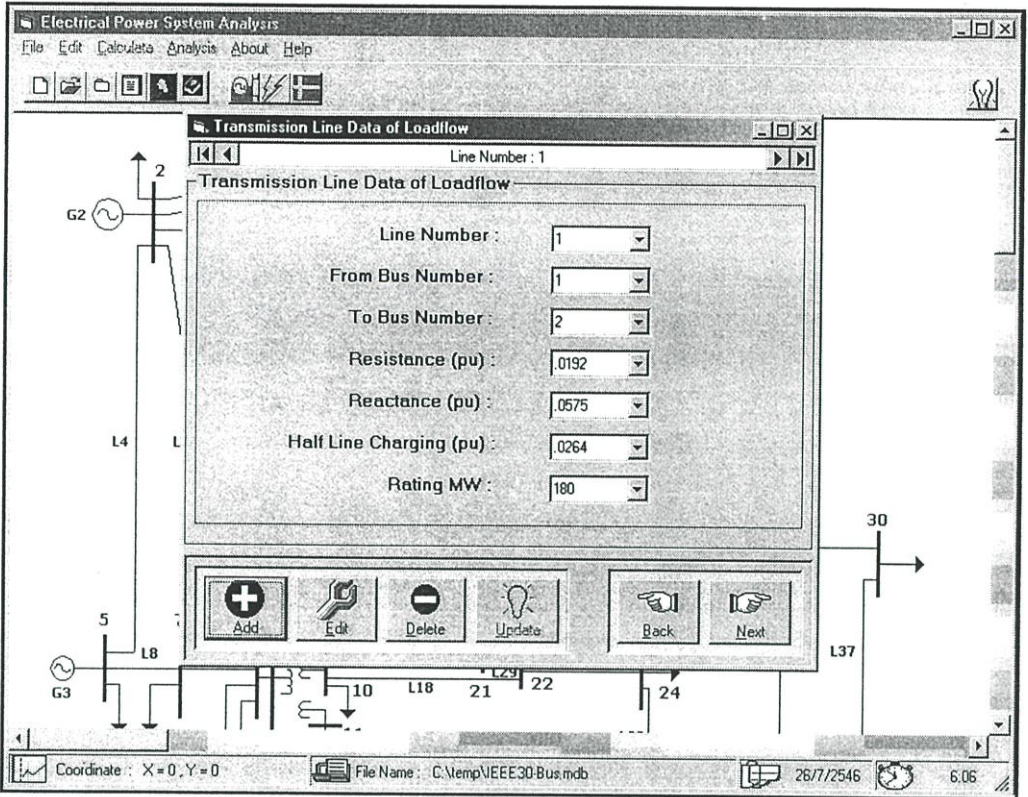 Electrical Power System Analysis
File Edit Calculate Analysis About Help
Transmission Line Data of Loadflow
Line Number : 1
Transmission Line Data of Loadflow
Line Number : 1
From Bus Number : 1
To Bus Number : 2
Resistance (pu) : .0192
Reactance (pu) : .0575
Half Line Charging (pu) : .0264
Rating MW : 180
Add Edit Delete Update Back Next
2
G2
L4
L
30
5
L8
G3
10
L18
21
L29
22
24
L37
Coordinate : X = 0 , Y = 0
File Name : C:\temp\IEEE30-Bus.mdb
26/7/2546
6:06